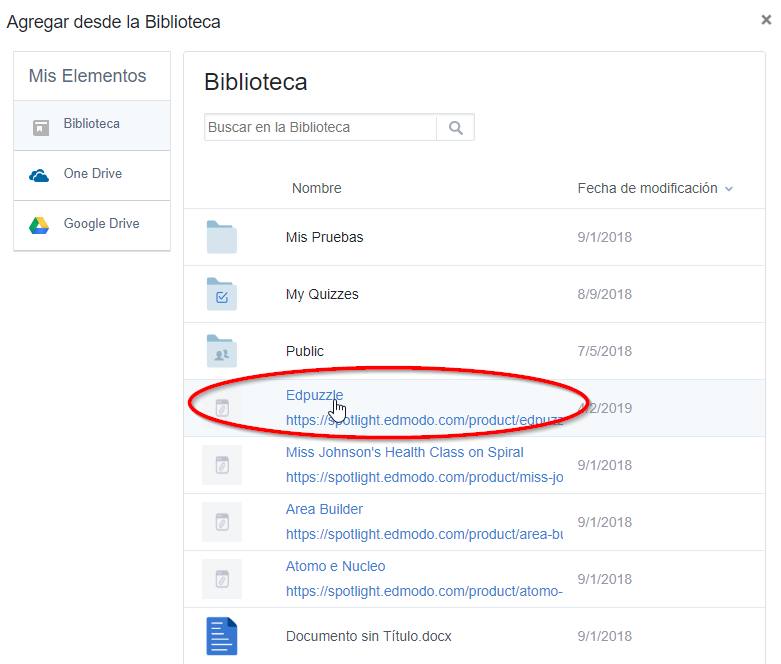 Agregar desde la Biblioteca
Mis Elementos
Biblioteca
One Drive
Google Drive
Biblioteca
Buscar en la Biblioteca
Nombre Fecha de modificación
Mis Pruebas 9/1/2018
My Quizzes 8/9/2018
Public 7/5/2018
Edpuzzle
https://spotlight.edmodo.com/product/edpuzz /2/2019
Miss Johnson's Health Class on Spiral
https://spotlight.edmodo.com/product/miss-jo 9/1/2018
Area Builder
https://spotlight.edmodo.com/product/area-bu 9/1/2018
Atomo e Nucleo
https://spotlight.edmodo.com/product/atomo- 9/1/2018
Documento sin Título.docx 9/1/2018